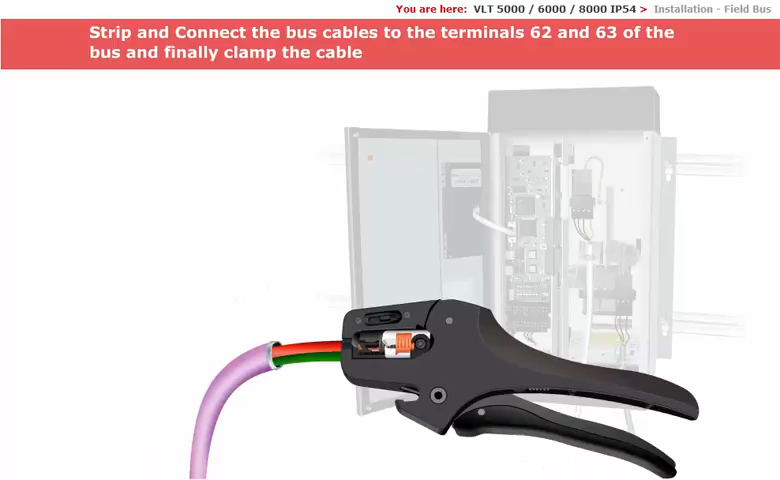 You are here: VLT 5000 / 6000 / 8000 IP54 > Installation - Field Bus
Strip and Connect the bus cables to the terminals 62 and 63 of the
bus and finally clamp the cable